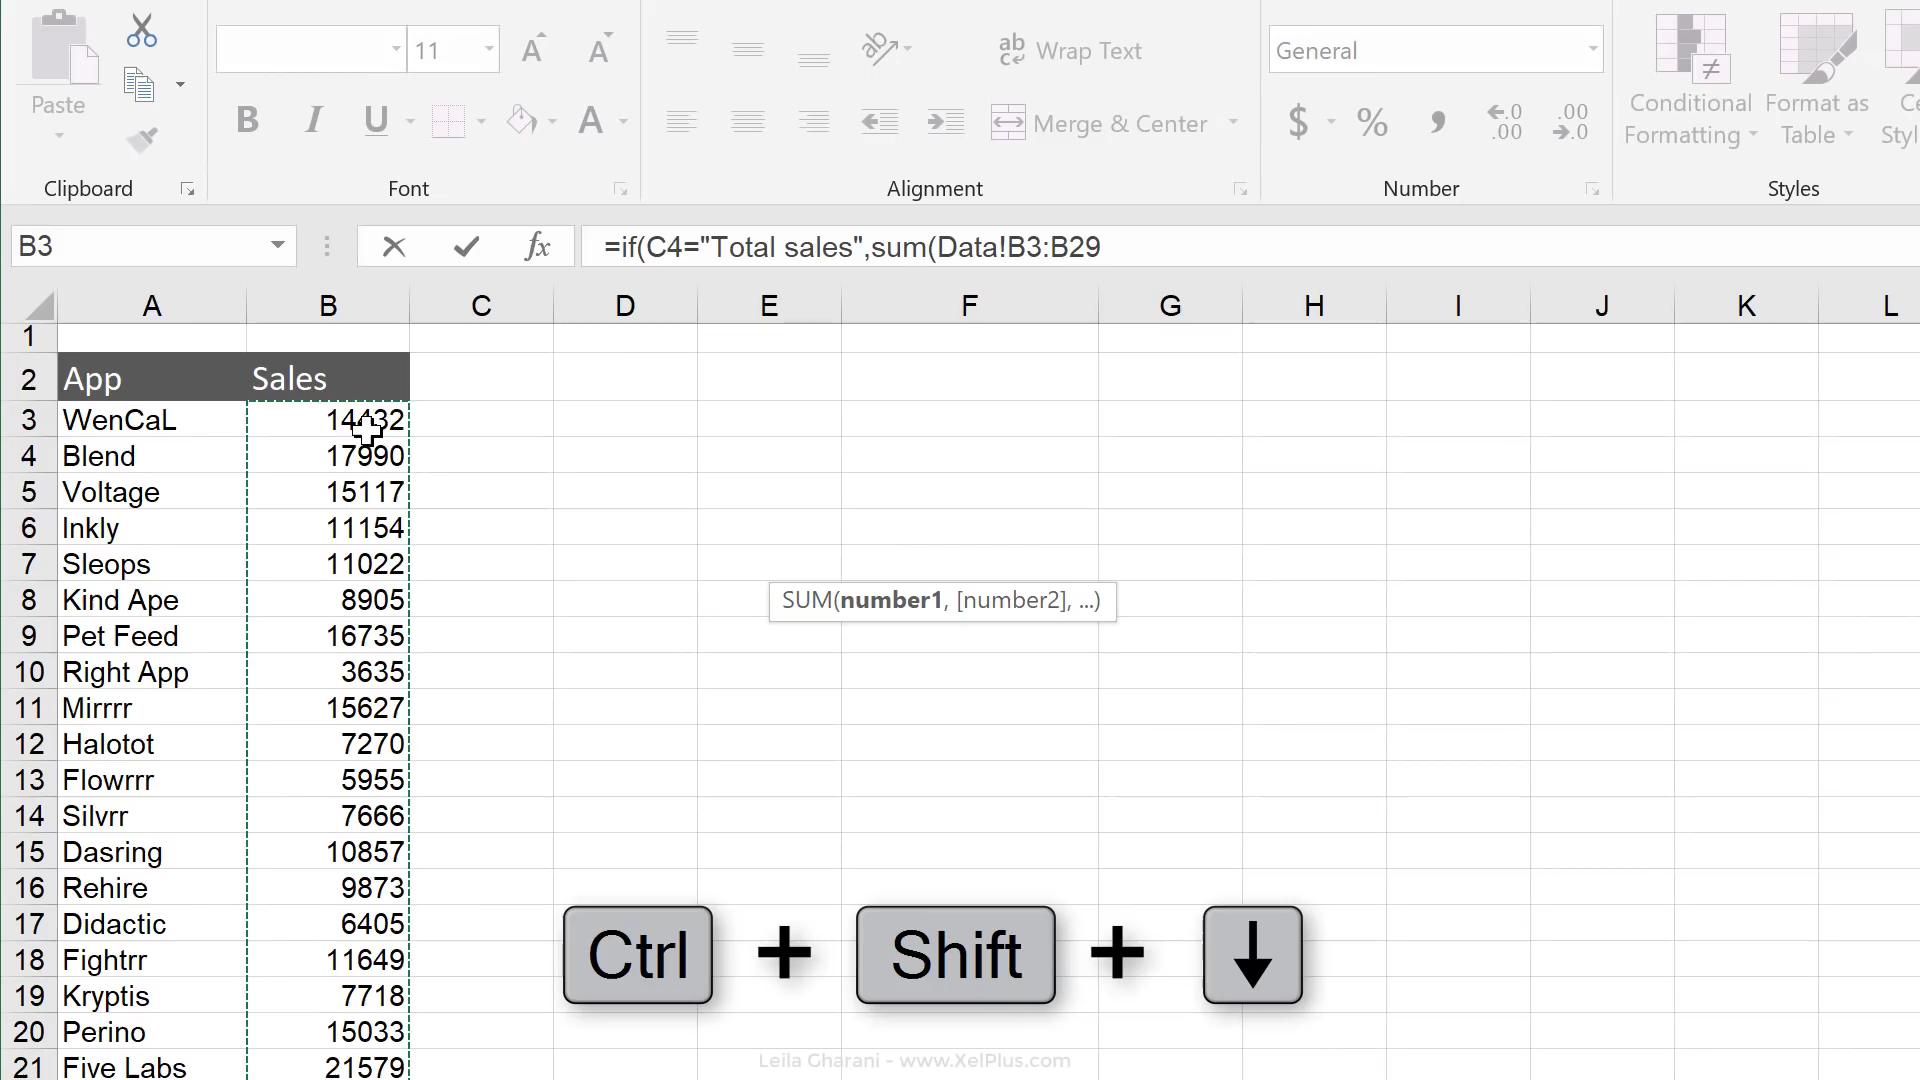 11
Wrap Text
General
Paste
B I U A
Merge & Center
$ % , .00 .00
Conditional Formatting
Format as Table
Clipboard
Font
Alignment
Number
Styles
B3
fx
=if(C4="Total sales",sum(Data!B3:B29
A B C D E F G H I J K L
1
2 App Sales
3 WenCaL 14432
4 Blend 17990
5 Voltage 15117
6 Inkly 11154
7 Sleops 11022
8 Kind Ape 8905
SUM(number1, [number2], ...)
9 Pet Feed 16735
10 Right App 3635
11 Mirrrr 15627
12 Halotot 7270
13 Flowrrr 5955
14 Silvrr 7666
15 Dasring 10857
16 Rehire 9873
17 Didactic 6405
18 Fightrr 11649
19 Kryptis 7718
20 Perino 15033
21 Five Labs 21579
Ctrl + Shift + ↓
Leila Gharani - www.XelPlus.com